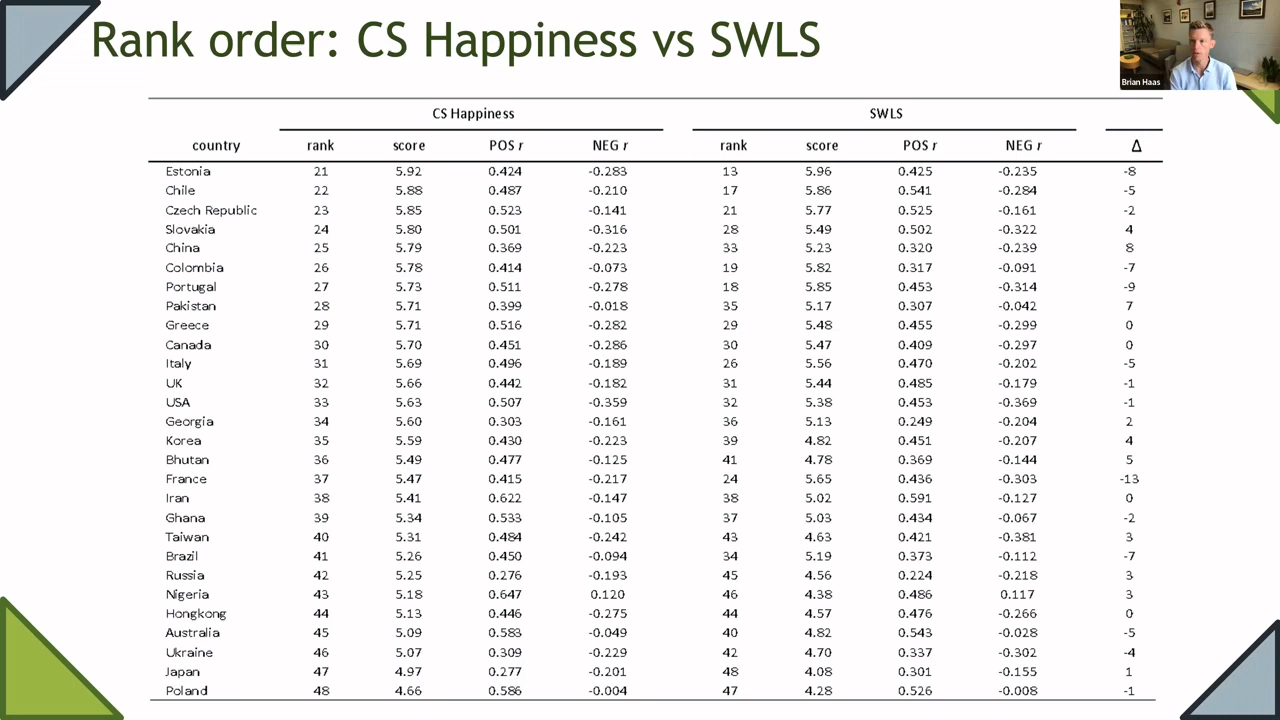 Rank order: CS Happiness vs SWLS
Brian Haas
CS Happiness SWLS
country rank score POS r NEG r rank score POS r NEG r Δ
Estonia 21 5.92 0.424 -0.283 13 5.96 0.425 -0.235 -8
Chile 22 5.88 0.487 -0.210 17 5.86 0.541 -0.284 -5
Czech Republic 23 5.85 0.523 -0.141 21 5.77 0.525 -0.161 -2
Slovakia 24 5.80 0.501 -0.316 28 5.49 0.502 -0.322 4
China 25 5.79 0.369 -0.223 33 5.23 0.320 -0.239 8
Colombia 26 5.78 0.414 -0.073 19 5.82 0.317 -0.091 -7
Portugal 27 5.73 0.511 -0.278 18 5.85 0.453 -0.314 -9
Pakistan 28 5.71 0.399 -0.018 35 5.17 0.307 -0.042 7
Greece 29 5.71 0.516 -0.282 29 5.48 0.455 -0.299 0
Canada 30 5.70 0.451 -0.286 30 5.47 0.409 -0.297 0
Italy 31 5.69 0.496 -0.189 26 5.56 0.470 -0.202 -5
UK 32 5.66 0.442 -0.182 31 5.44 0.485 -0.179 -1
USA 33 5.63 0.507 -0.359 32 5.38 0.453 -0.369 -1
Georgia 34 5.60 0.303 -0.161 36 5.13 0.249 -0.204 2
Korea 35 5.59 0.430 -0.223 39 4.82 0.451 -0.207 4
Bhutan 36 5.49 0.477 -0.125 41 4.78 0.369 -0.144 5
France 37 5.47 0.415 -0.217 24 5.65 0.436 -0.303 -13
Iran 38 5.41 0.622 -0.147 38 5.02 0.591 -0.127 0
Ghana 39 5.34 0.533 -0.105 37 5.03 0.434 -0.067 -2
Taiwan 40 5.31 0.484 -0.242 43 4.63 0.421 -0.381 3
Brazil 41 5.26 0.450 -0.094 34 5.19 0.373 -0.112 -7
Russia 42 5.25 0.276 -0.193 45 4.56 0.224 -0.218 3
Nigeria 43 5.18 0.647 0.120 46 4.38 0.486 0.117 3
Hongkong 44 5.13 0.446 -0.275 44 4.57 0.476 -0.266 0
Australia 45 5.09 0.583 -0.049 40 4.82 0.543 -0.028 -5
Ukraine 46 5.07 0.309 -0.229 42 4.70 0.337 -0.302 -4
Japan 47 4.97 0.277 -0.201 48 4.08 0.301 -0.155 1
Poland 48 4.66 0.586 -0.004 47 4.28 0.526 -0.008 -1